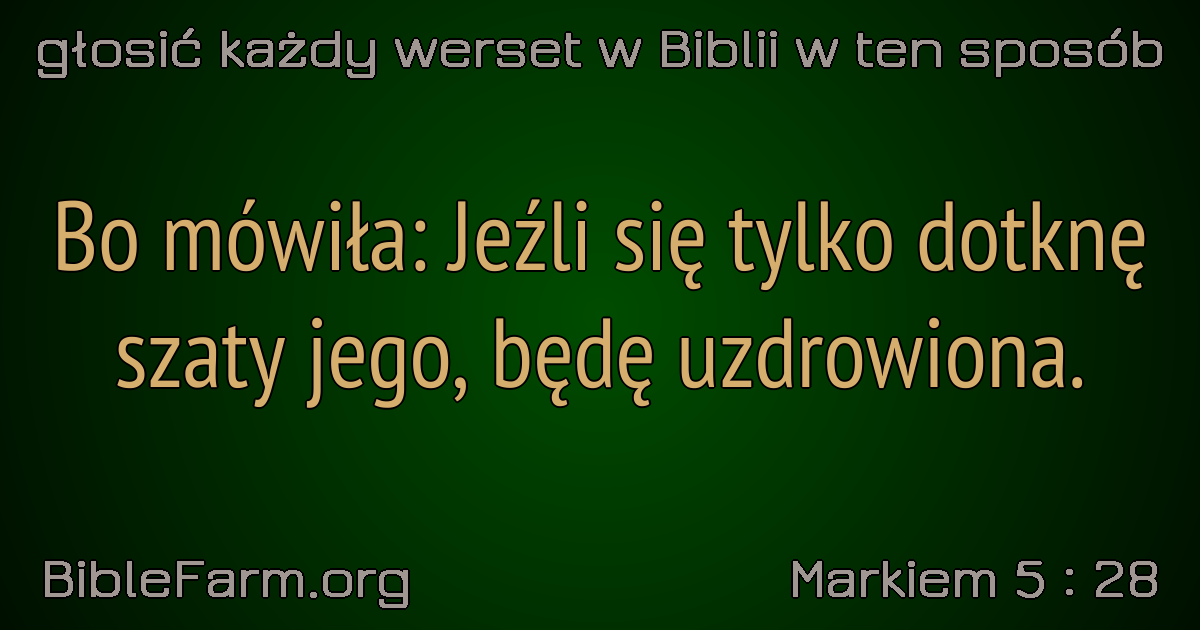 głosić każdy werset w Biblii w ten sposób
Bo mówiła: Jeźli się tylko dotknę
szaty jego, będę uzdrowiona.
BibleFarm.org
Markiem 5 : 28